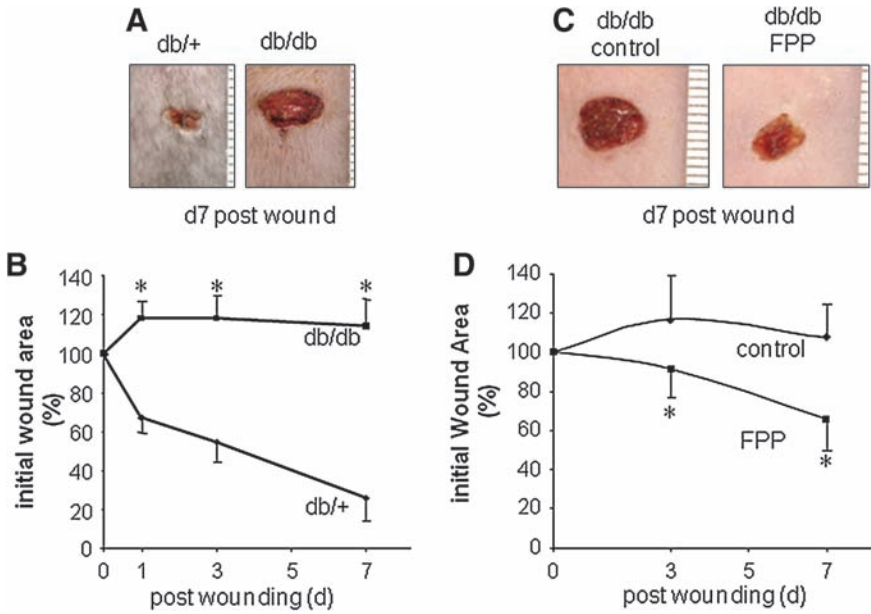 A
db/+
db/db
d7 post wound
B
initial wound area
(%)
140
120
100
80
60
40
20
0
*
*
*
db/db
db/+
0
1
3
5
7
post wounding (d)
C
db/db
control
db/db
FPP
d7 post wound
D
initial Wound Area
(%)
140
120
100
80
60
40
20
0
control
*
FPP
*
0
3
5
7
post wounding (d)